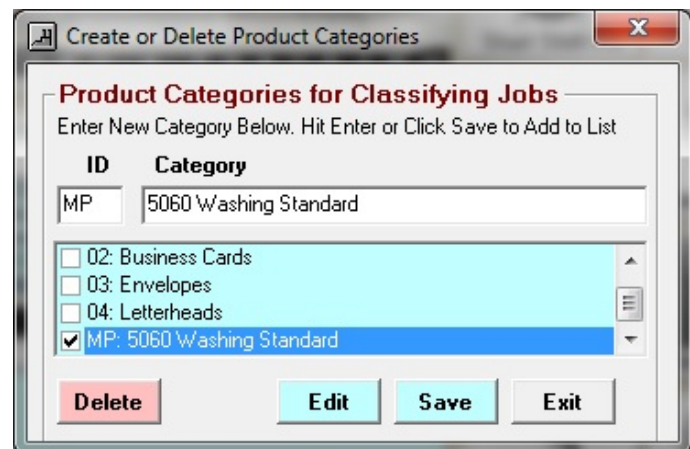 Create or Delete Product Categories
Product Categories for Classifying Jobs
Enter New Category Below. Hit Enter or Click Save to Add to List
ID Category
MP 5060 Washing Standard
02: Business Cards
03: Envelopes
04: Letterheads
MP: 5060 Washing Standard
Delete Edit Save Exit